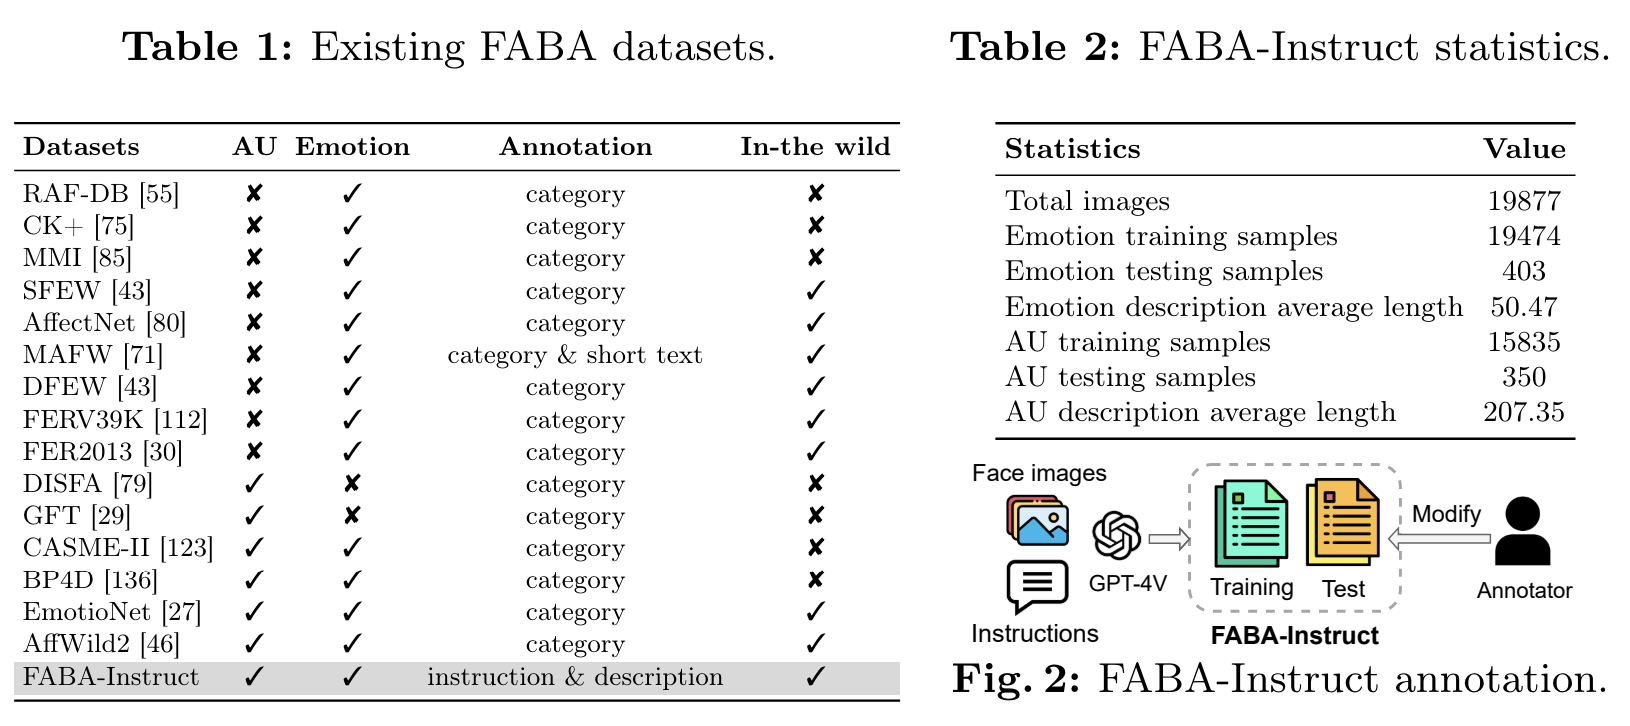 Table 1: Existing FABA datasets.
Datasets AU Emotion Annotation In-the wild
RAF-DB [55] ✘ ✓ category ✘
CK+ [75] ✘ ✓ category ✘
MMI [85] ✘ ✓ category ✘
SFEW [43] ✘ ✓ category ✓
AffectNet [80] ✘ ✓ category ✓
MAFW [71] ✘ ✓ category & short text ✓
DFEW [43] ✘ ✓ category ✓
FERV39K [112] ✘ ✓ category ✓
FER2013 [30] ✘ ✓ category ✓
DISFA [79] ✓ ✘ category ✘
GFT [29] ✓ ✘ category ✘
CASME-II [123] ✓ ✓ category ✘
BP4D [136] ✓ ✓ category ✘
EmotioNet [27] ✓ ✓ category ✓
AffWild2 [46] ✓ ✓ category ✓
FABA-Instruct ✓ ✓ instruction & description ✓
Table 2: FABA-Instruct statistics.
Statistics Value
Total images 19877
Emotion training samples 19474
Emotion testing samples 403
Emotion description average length 50.47
AU training samples 15835
AU testing samples 350
AU description average length 207.35
Face images
Modify
GPT-4V
Training
Test
Annotator
Instructions
FABA-Instruct
Fig. 2: FABA-Instruct annotation.